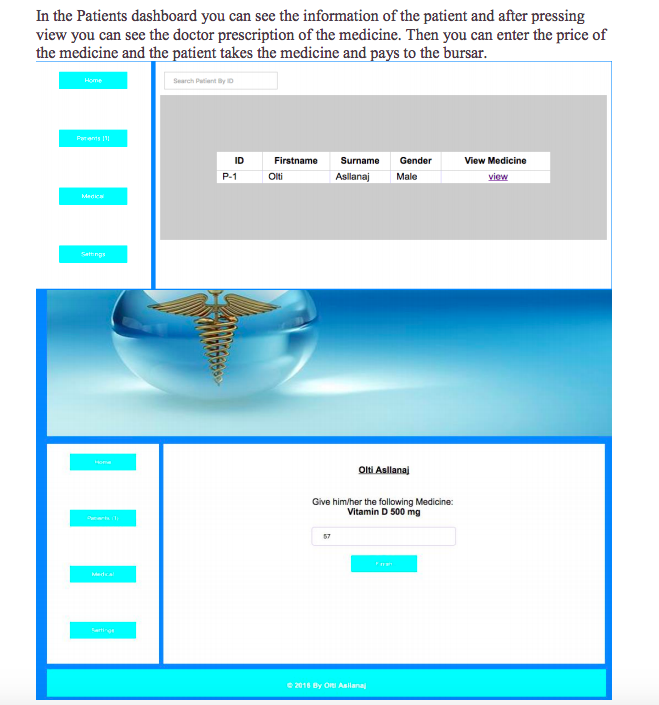 In the Patients dashboard you can see the information of the patient and after pressing
view you can see the doctor prescription of the medicine. Then you can enter the price of
the medicine and the patient takes the medicine and pays to the bursar.
Home
Search Patient By ID
Patients (1)
ID Firstname Surname Gender View Medicine
P-1 Olti Asllanaj Male view
Medical
Settings
Home
Olti Asllanaj
Give him/her the following Medicine:
Vitamin D 500 mg
Patients (1)
57
Medical
Settings
© 2015 By Olti Asllanaj